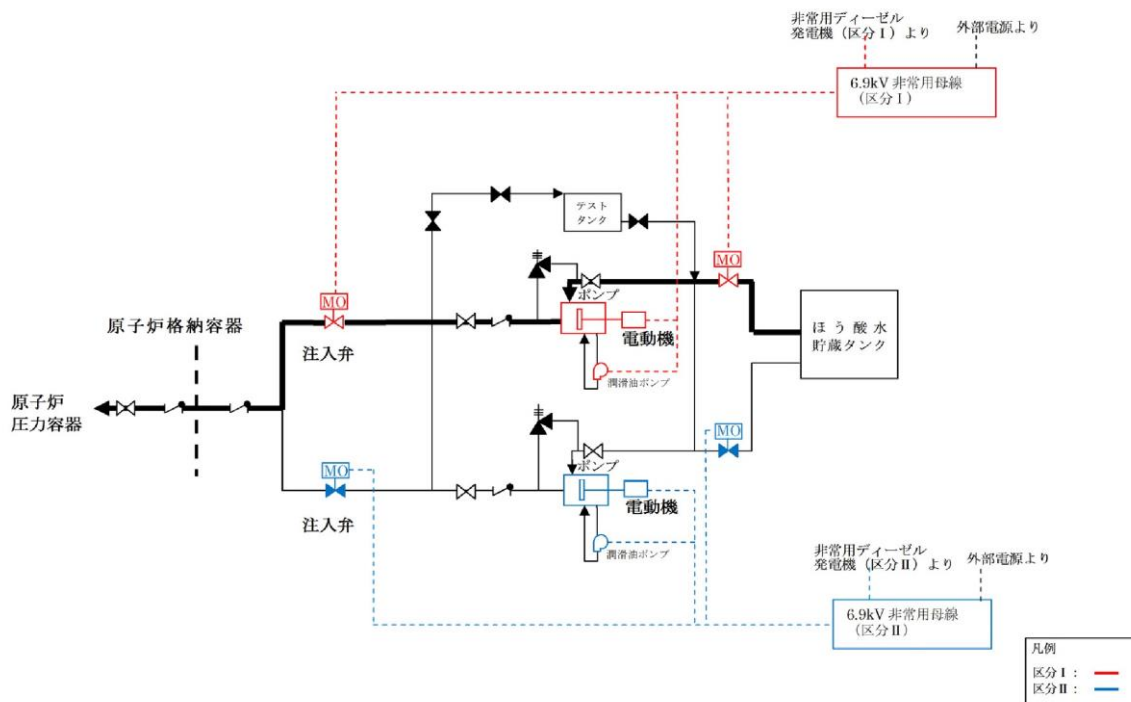 非常用ディーゼル
発電機（区分Ⅰ）より
外部電源より
6.9kV 非常用母線
（区分Ⅰ）
テスト
タンク
MO
MO
ポンプ
原子炉格納容器
注入弁
電動機
ほう酸水
貯蔵タンク
潤滑油ポンプ
原子炉
圧力容器
MO
MO
ポンプ
注入弁
電動機
潤滑油ポンプ
非常用ディーゼル
発電機（区分Ⅱ）より
外部電源より
6.9kV 非常用母線
（区分Ⅱ）
凡例
区分Ⅰ：
区分Ⅱ：